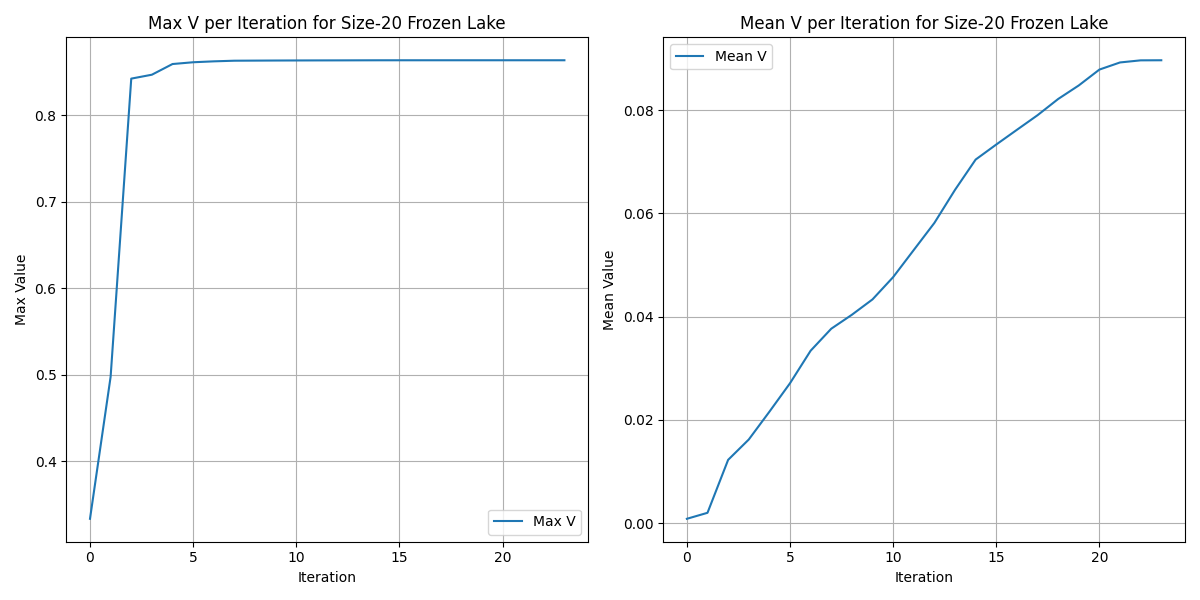 Max V per Iteration for Size-20 Frozen Lake
Max Value
0.8
0.7
0.6
0.5
0.4
Max V
0 5 10 15 20
Iteration
Mean V per Iteration for Size-20 Frozen Lake
Mean V
Mean Value
0.08
0.06
0.04
0.02
0.00
0 5 10 15 20
Iteration